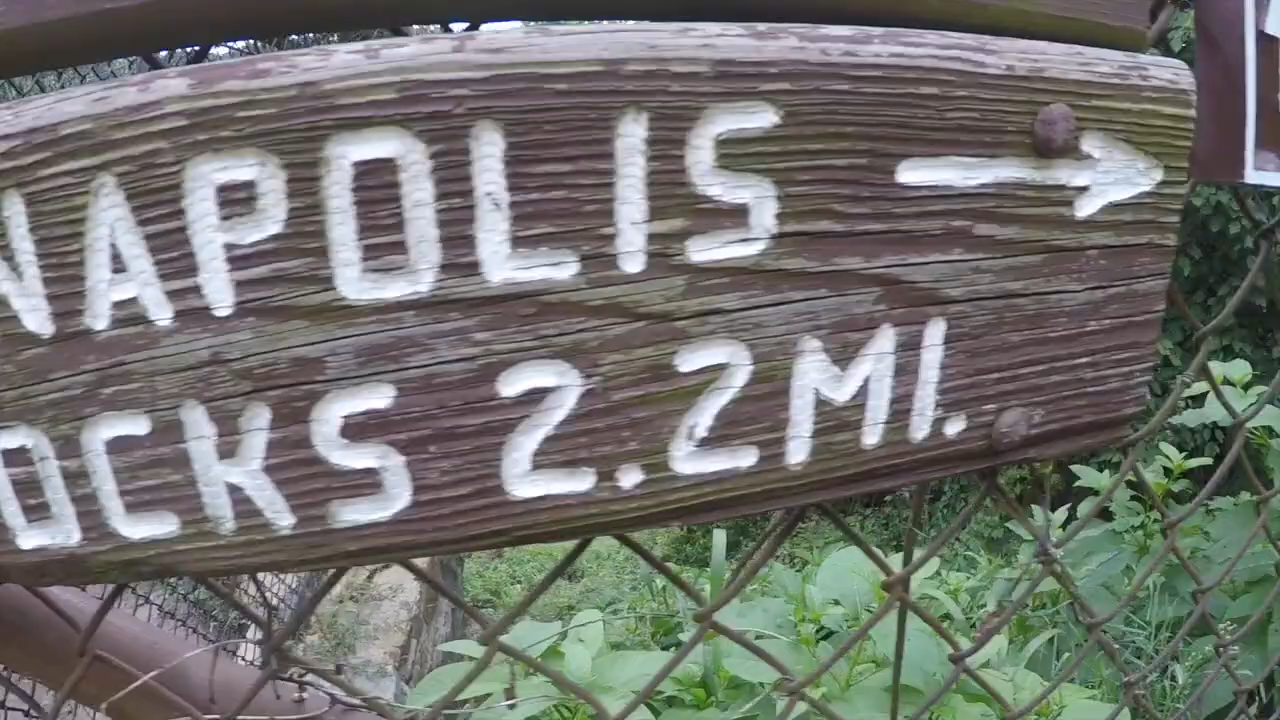 NAPOLIS →
OCKS 2.2MI.